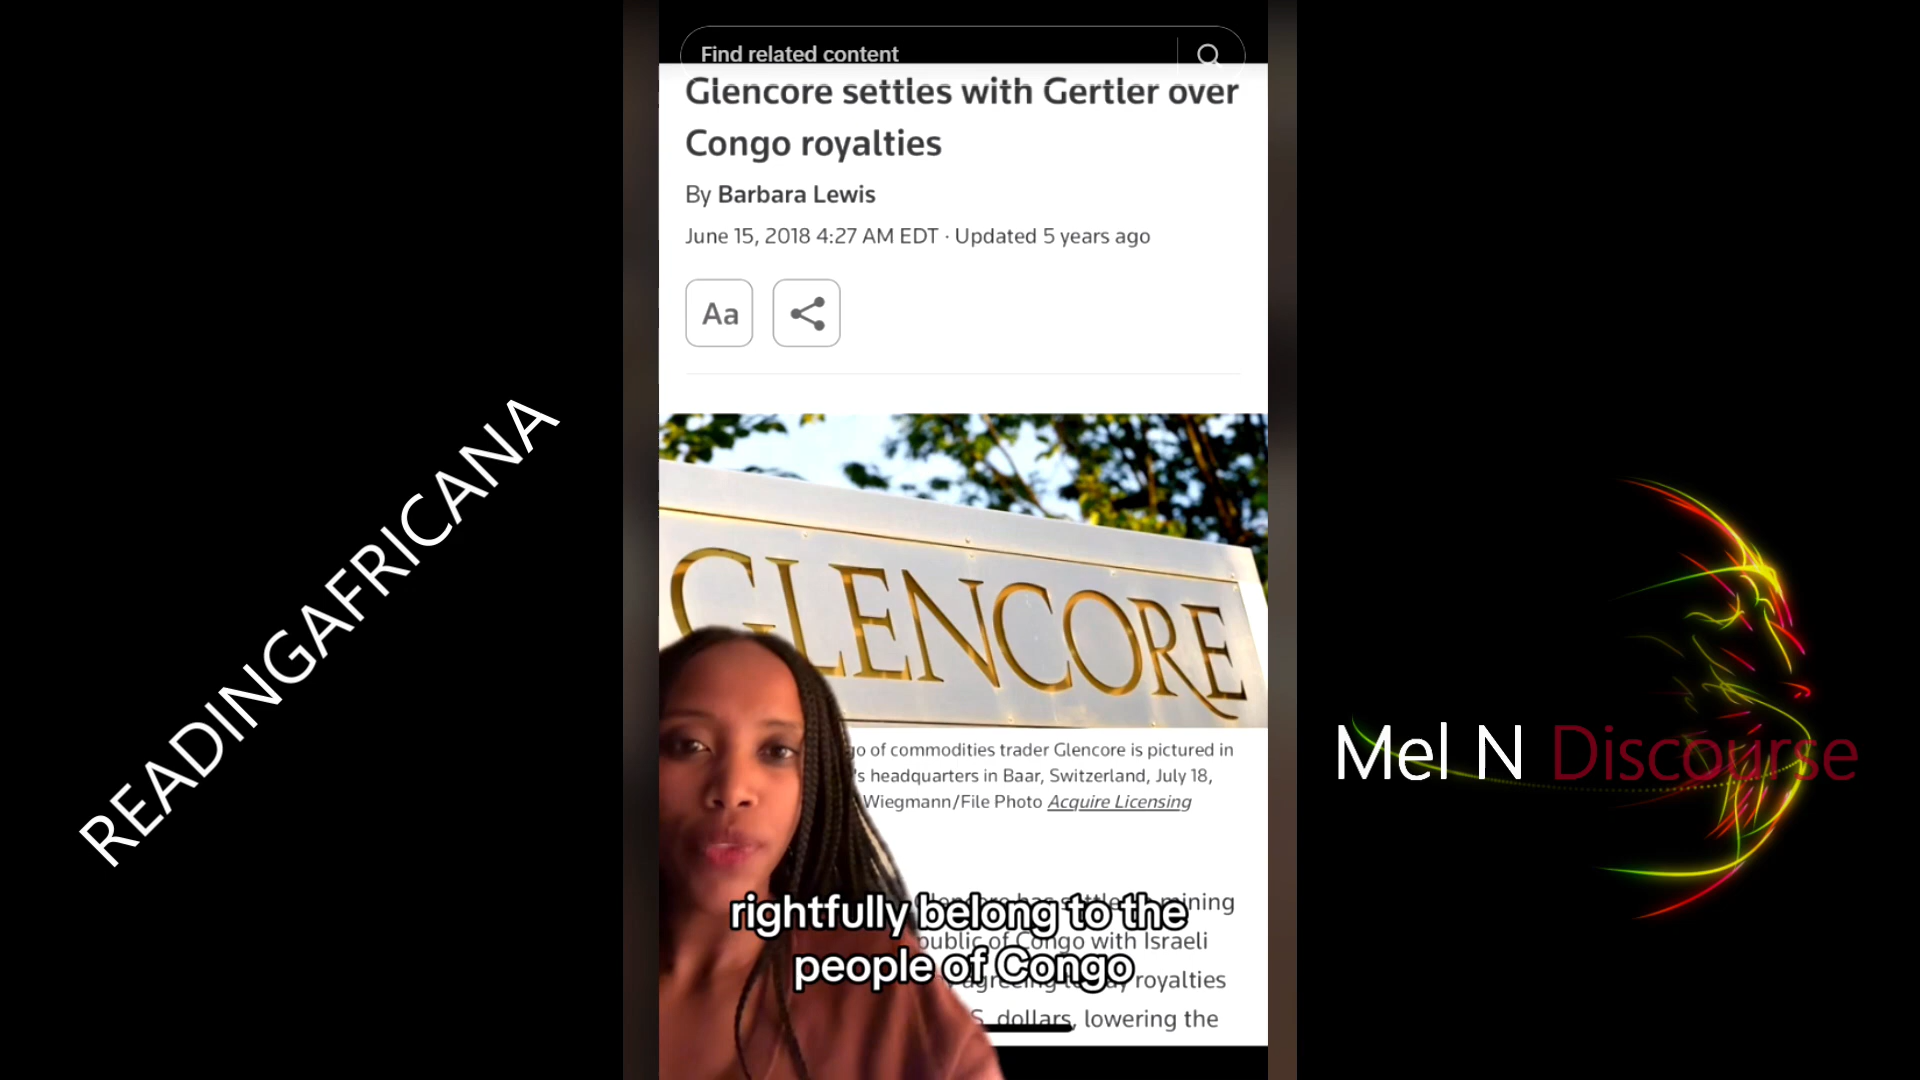 Find related content
Glencore settles with Gertler over
Congo royalties
By Barbara Lewis
June 15, 2018 4:27 AM EDT · Updated 5 years ago
Aa
GLENCORE
of commodities trader Glencore is pictured in
headquarters in Baar, Switzerland, July 18,
Wiegmann/File Photo Acquire Licensing
rightfully belong to the
people of Congo
mining
of Congo with Israeli
royalties
dollars, lowering the
READINGAFRICANA
Mel N Discourse